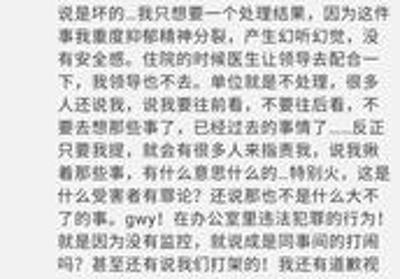 说是坏的…我只想要一个处理结果，因为这件
事我重度抑郁精神分裂，产生幻听幻觉，没
有安全感。住院的时候医生让领导去配合一
下，我领导也不去。单位就是不处理，很多
人还说我，说我要往前看，不要往后看，不
要去想那些事了，已经过去的事情了……反正
只要我提，就会有很多人来指责我，说我揪
着那些事，有什么意思什么的…特别火，这是
什么受害者有罪论？还说那也不是什么大不
了的事。gwy！在办公室里违法犯罪的行为！
就是因为没有监控，就说成是同事间的打闹
吗？甚至还有说我们打架的！我还有道歉视